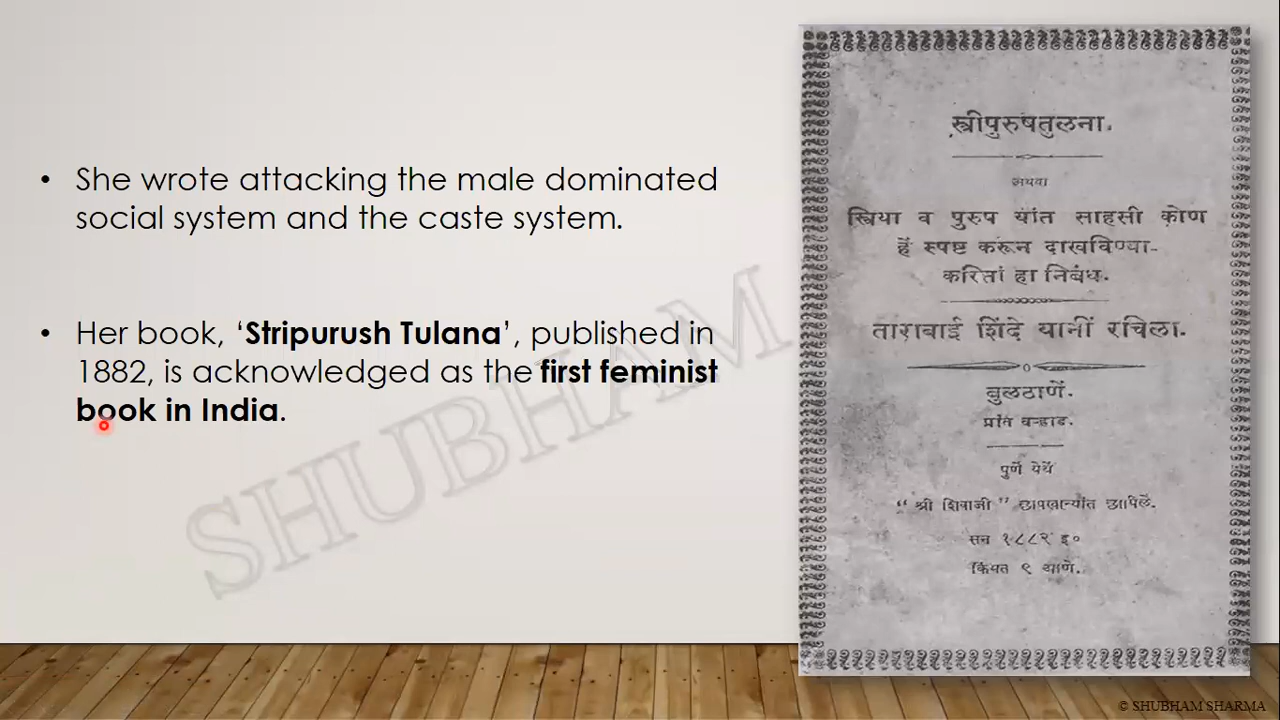 • She wrote attacking the male dominated
social system and the caste system.
• Her book, ‘Stripurush Tulana’, published in
1882, is acknowledged as the first feminist
book in India.
SHUBHAM
स्त्रीपुरुषतुलना.
अथवा
स्त्रिया व पुरुष यांत साहसी कोण
हें स्पष्ट करून दाखविण्या-
करितां हा निबंध.
ताराबाई शिंदे यानीं रचिला.
बुलठाणें.
प्रांत वऱ्हाड.
पुणें येथें
“ श्री शिवाजी ” छापखान्यांत छापिलें.
सन १८८२ इ०
किंमत ९ आणे.
© SHUBHAM SHARMA